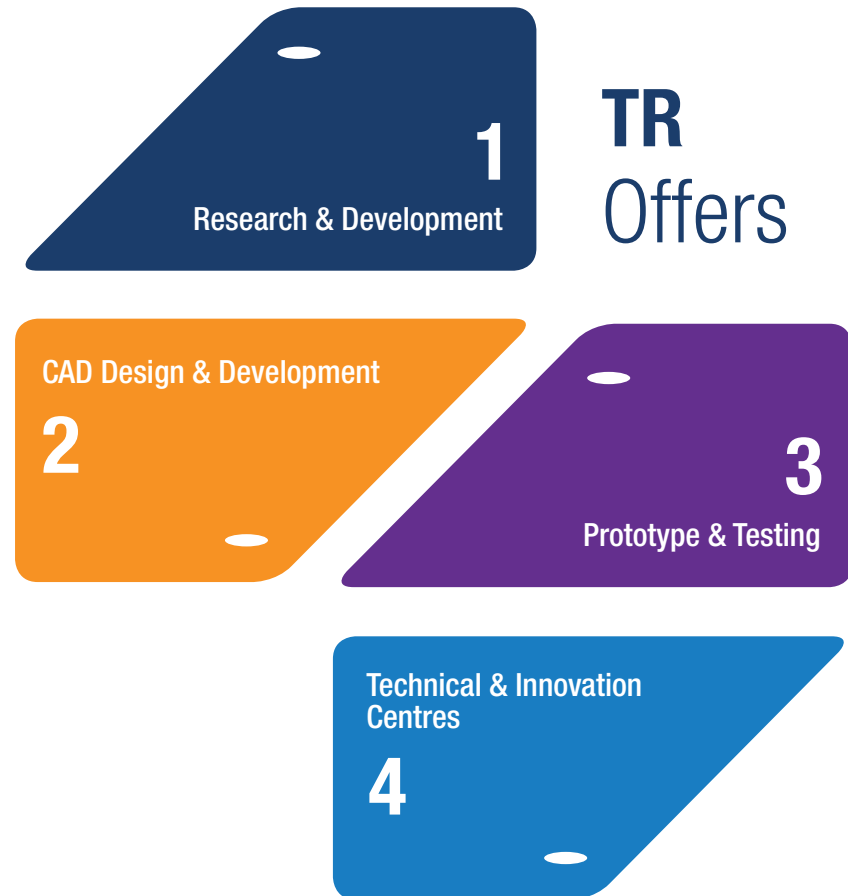 TR
Offers
1
Research & Development
CAD Design & Development
2
3
Prototype & Testing
Technical & Innovation
Centres
4